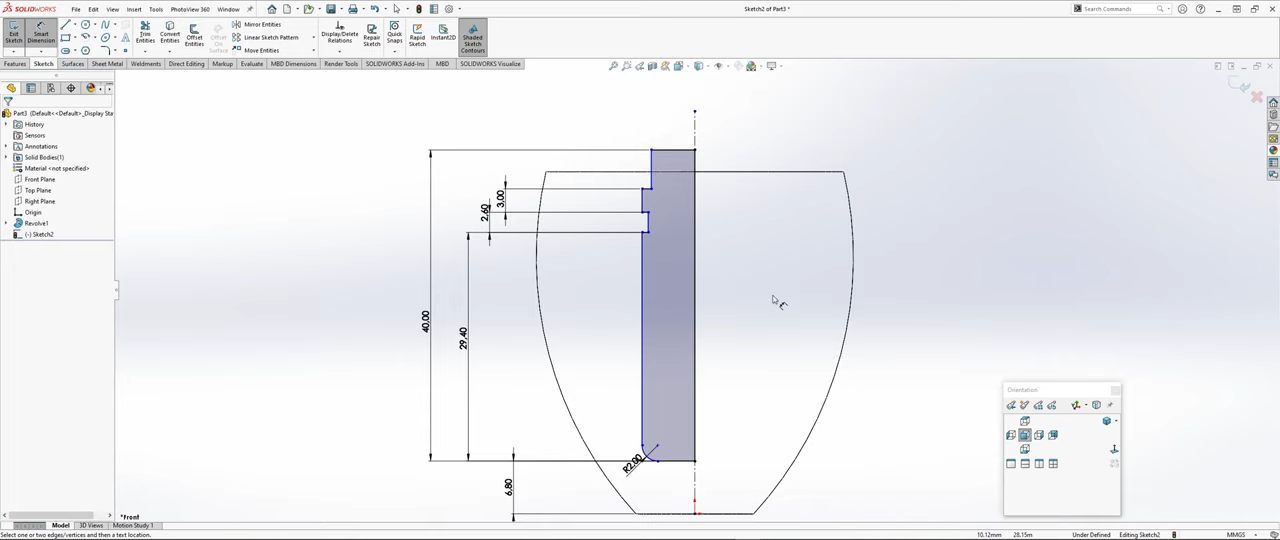 SOLIDWORKS
File Edit View Insert Tools PhotoView 360 Window
Sketch2 of Part3 *
Search Commands
Exit Sketch
Smart Dimension
Trim Entities
Convert Entities
Offset Entities
Offset On Surface
Mirror Entities
Linear Sketch Pattern
Move Entities
Display/Delete Relations
Repair Sketch
Quick Snaps
Rapid Sketch
Instant2D
Shaded Sketch Contours
Features Sketch Surfaces Sheet Metal Weldments Direct Editing Markup Evaluate MBD Dimensions Render Tools SOLIDWORKS Add-Ins MBD SOLIDWORKS Visualize
Part3 (Default<<Default>_Display Sta
History
Sensors
Annotations
Solid Bodies(1)
Material <not specified>
Front Plane
Top Plane
Right Plane
Origin
Revolve1
(-) Sketch2
3,00
2,60
40,00
29,40
R2,00
6,80
Orientation
*Front
Model 3D Views Motion Study 1
Select one or two edges/vertices and then a text location.
10.12mm 28.15m Under Defined Editing Sketch2 MMGS